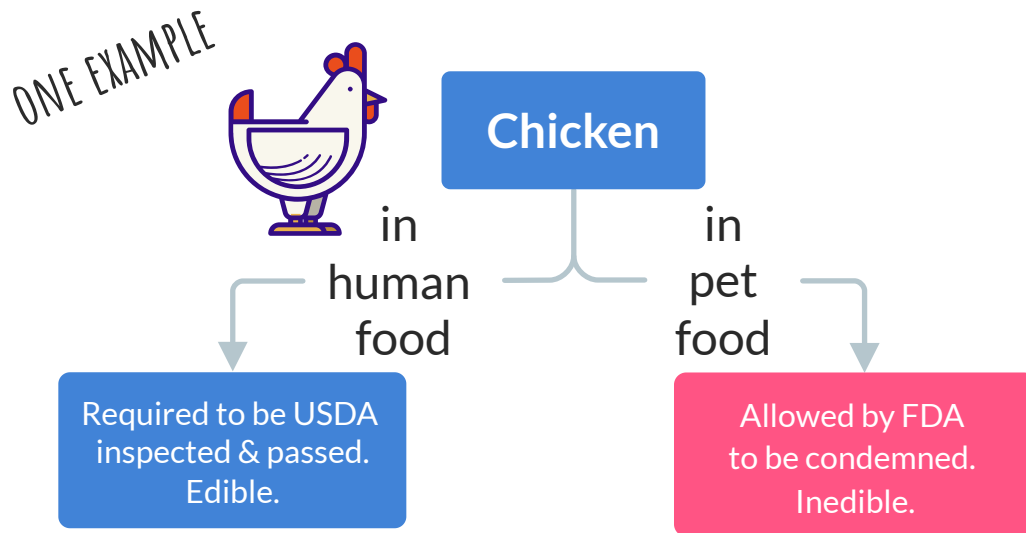 ONE EXAMPLE
Chicken
in
human
food
in
pet
food
Required to be USDA
inspected & passed.
Edible.
Allowed by FDA
to be condemned.
Inedible.